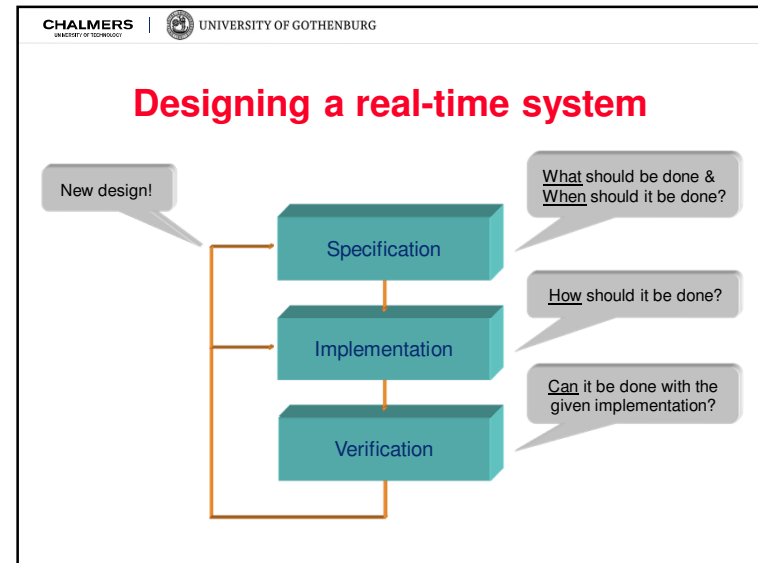 CHALMERS
UNIVERSITY OF TECHNOLOGY
UNIVERSITY OF GOTHENBURG
Designing a real-time system
New design!
What should be done &
When should it be done?
Specification
How should it be done?
Implementation
Can it be done with the
given implementation?
Verification